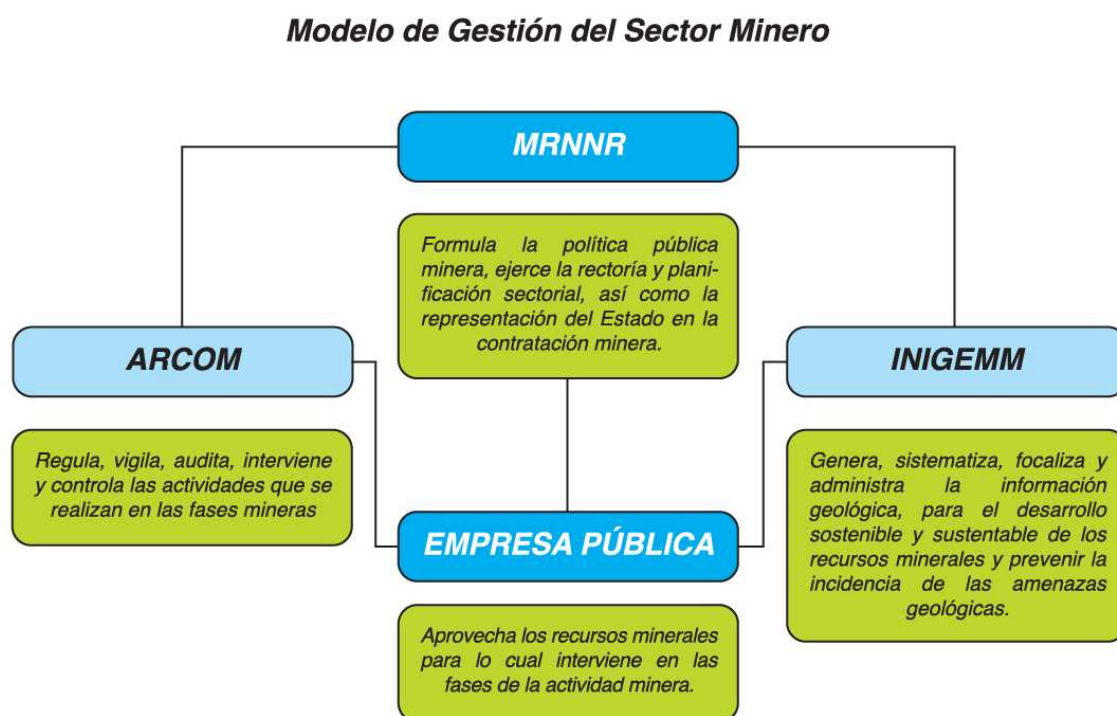 Modelo de Gestión del Sector Minero
MRNNR
Formula la política pública
minera, ejerce la rectoría y plani-
ficación sectorial, así como la
representación del Estado en la
contratación minera.
ARCOM
Regula, vigila, audita, interviene
y controla las actividades que se
realizan en las fases mineras
INIGEMM
Genera, sistematiza, focaliza y
administra la información
geológica, para el desarrollo
sostenible y sustentable de los
recursos minerales y prevenir la
incidencia de las amenazas
geológicas.
EMPRESA PÚBLICA
Aprovecha los recursos minerales
para lo cual interviene en las
fases de la actividad minera.